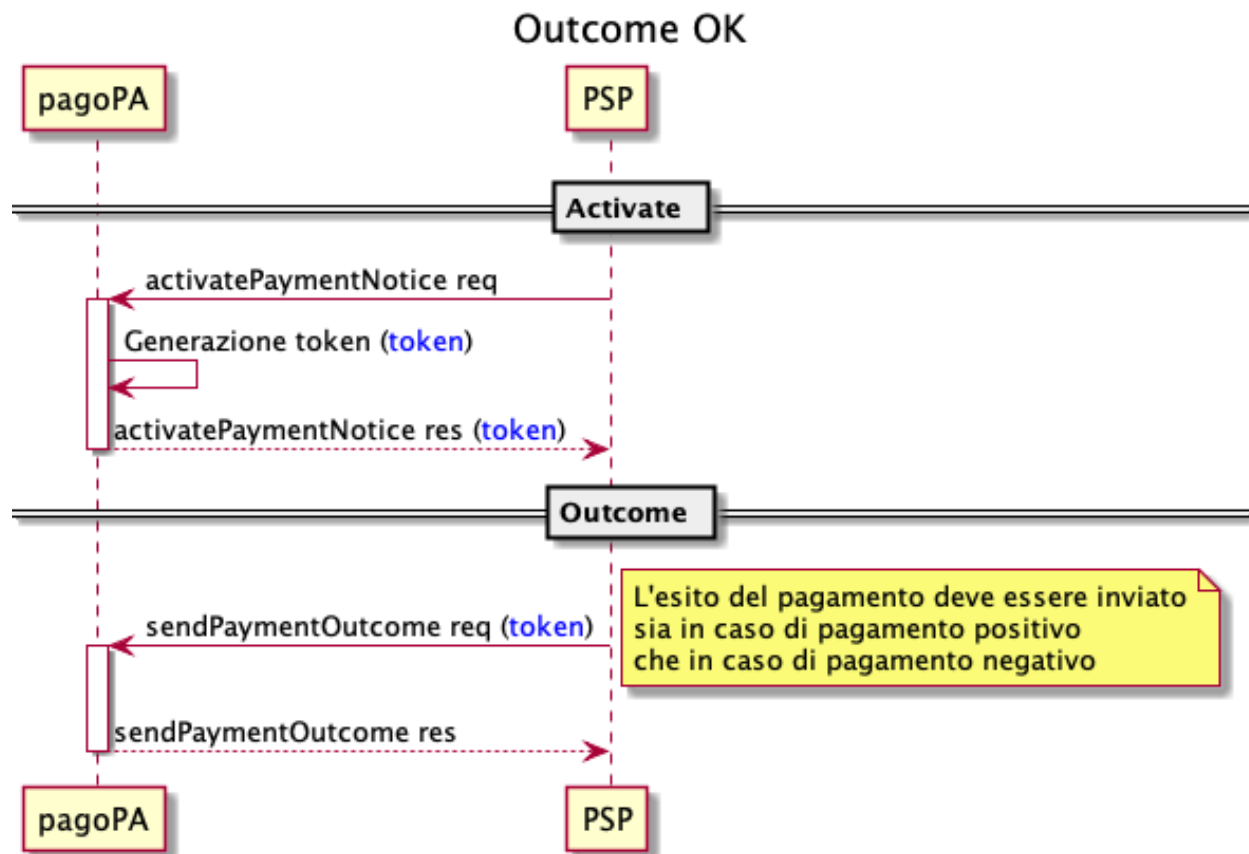 Outcome OK
pagoPA
PSP
Activate
activatePaymentNotice req
Generazione token (token)
activatePaymentNotice res (token)
Outcome
L'esito del pagamento deve essere inviato
sia in caso di pagamento positivo
che in caso di pagamento negativo
sendPaymentOutcome req (token)
sendPaymentOutcome res
pagoPA
PSP